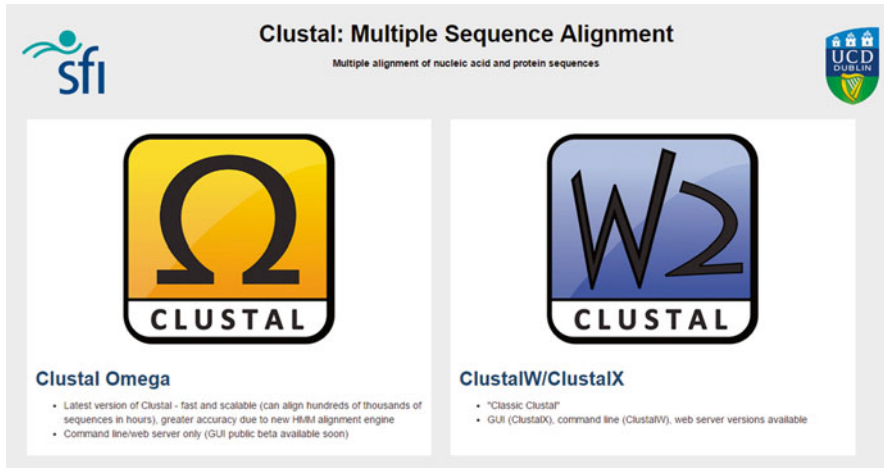 Clustal: Multiple Sequence Alignment
Multiple alignment of nucleic acid and protein sequences
sfi
UCD
DUBLIN
Ω
CLUSTAL
W2
CLUSTAL
Clustal Omega
• Latest version of Clustal - fast and scalable (can align hundreds of thousands of
sequences in hours), greater accuracy due to new HMM alignment engine
• Command line/web server only (GUI public beta available soon)
ClustalW/ClustalX
• "Classic Clustal"
• GUI (ClustalX), command line (ClustalW), web server versions available